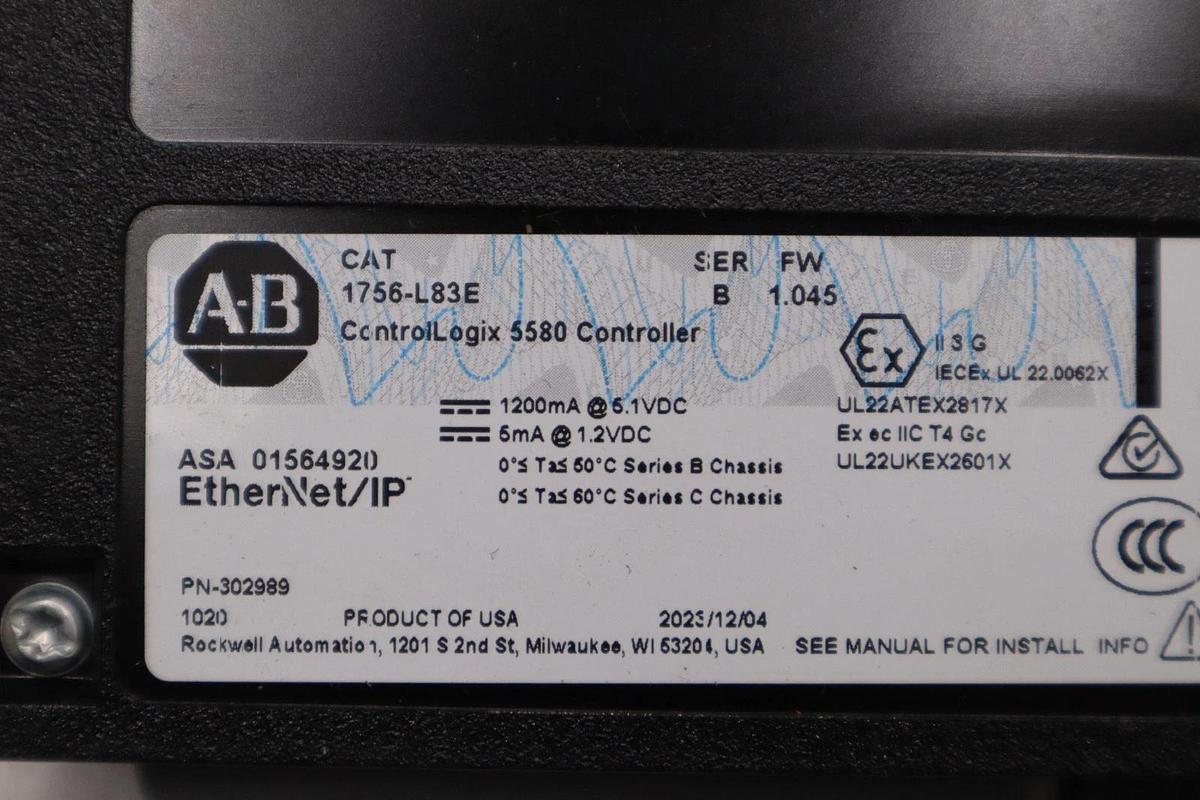 A-B
CAT
1756-L83E
ControlLogix 5580 Controller
SER FW
B 1.045
Ex II 3 G
IECEx UL 22.0062X
1200mA @ 5.1VDC
5mA @ 1.2VDC
0°≤ Ta≤ 60°C Series B Chassis
0°≤ Ta≤ 60°C Series C Chassis
UL22ATEX2817X
Ex ec IIC T4 Gc
UL22UKEX2601X
ASA 01564920
EtherNet/IP™
CCC
PN-302989
1020 PRODUCT OF USA 2023/12/04
Rockwell Automation, 1201 S 2nd St, Milwaukee, WI 53204, USA SEE MANUAL FOR INSTALL INFO